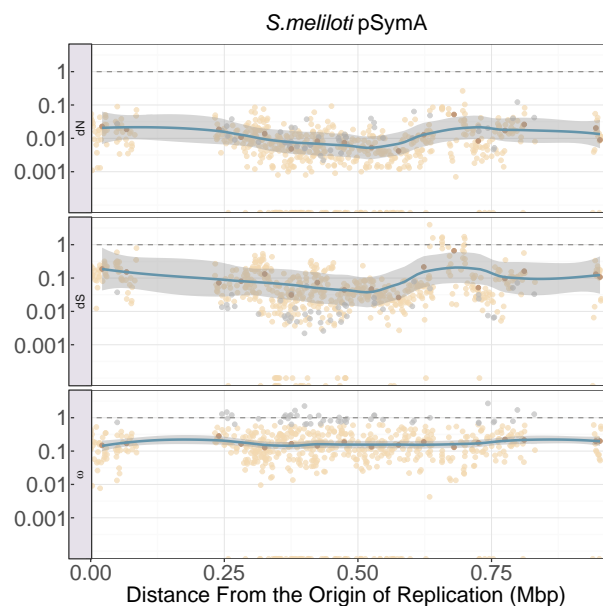 S.meliloti pSymA
1
0.1
0.01
0.001
dN
1
0.1
0.01
0.001
dS
1
0.1
0.01
0.001
ω
0.00 0.25 0.50 0.75
Distance From the Origin of Replication (Mbp)